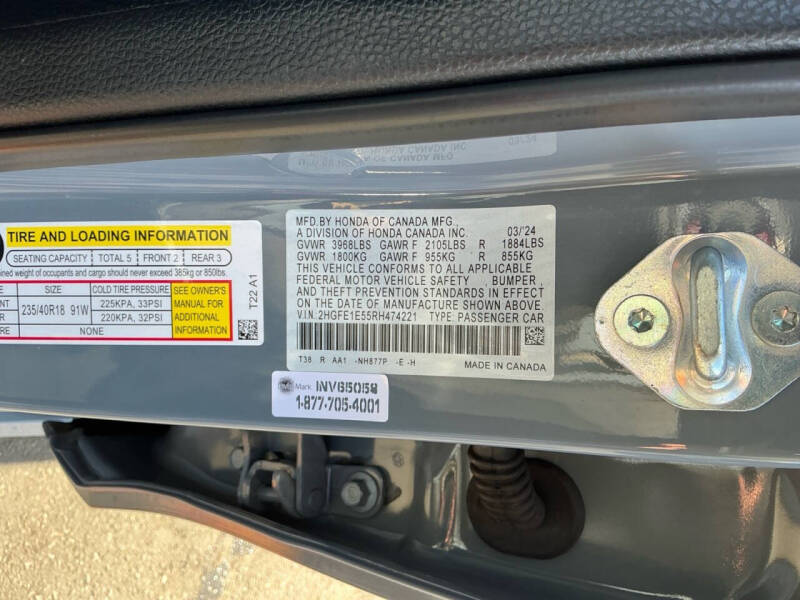 TIRE AND LOADING INFORMATION
SEATING CAPACITY TOTAL 5 FRONT 2 REAR 3
weight of occupants and cargo should never exceed 385kg or 850lbs.
SIZE COLD TIRE PRESSURE
235/40R18 91W
225KPA, 33PSI
220KPA, 32PSI
NONE
SEE OWNER'S
MANUAL FOR
ADDITIONAL
INFORMATION
T22 A1
MFD.BY HONDA OF CANADA MFG., 03/'24
A DIVISION OF HONDA CANADA INC.
GVWR 3968LBS GAWR F 2105LBS R 1884LBS
GVWR 1800KG GAWR F 955KG R 855KG
THIS VEHICLE CONFORMS TO ALL APPLICABLE
FEDERAL MOTOR VEHICLE SAFETY , BUMPER ,
AND THEFT PREVENTION STANDARDS IN EFFECT
ON THE DATE OF MANUFACTURE SHOWN ABOVE.
V.I.N. 2HGFE1E55RH474221 TYPE: PASSENGER CAR
T38 R AA1 -NH877P -E -H
MADE IN CANADA
Mark INV65058
1-877-705-4001